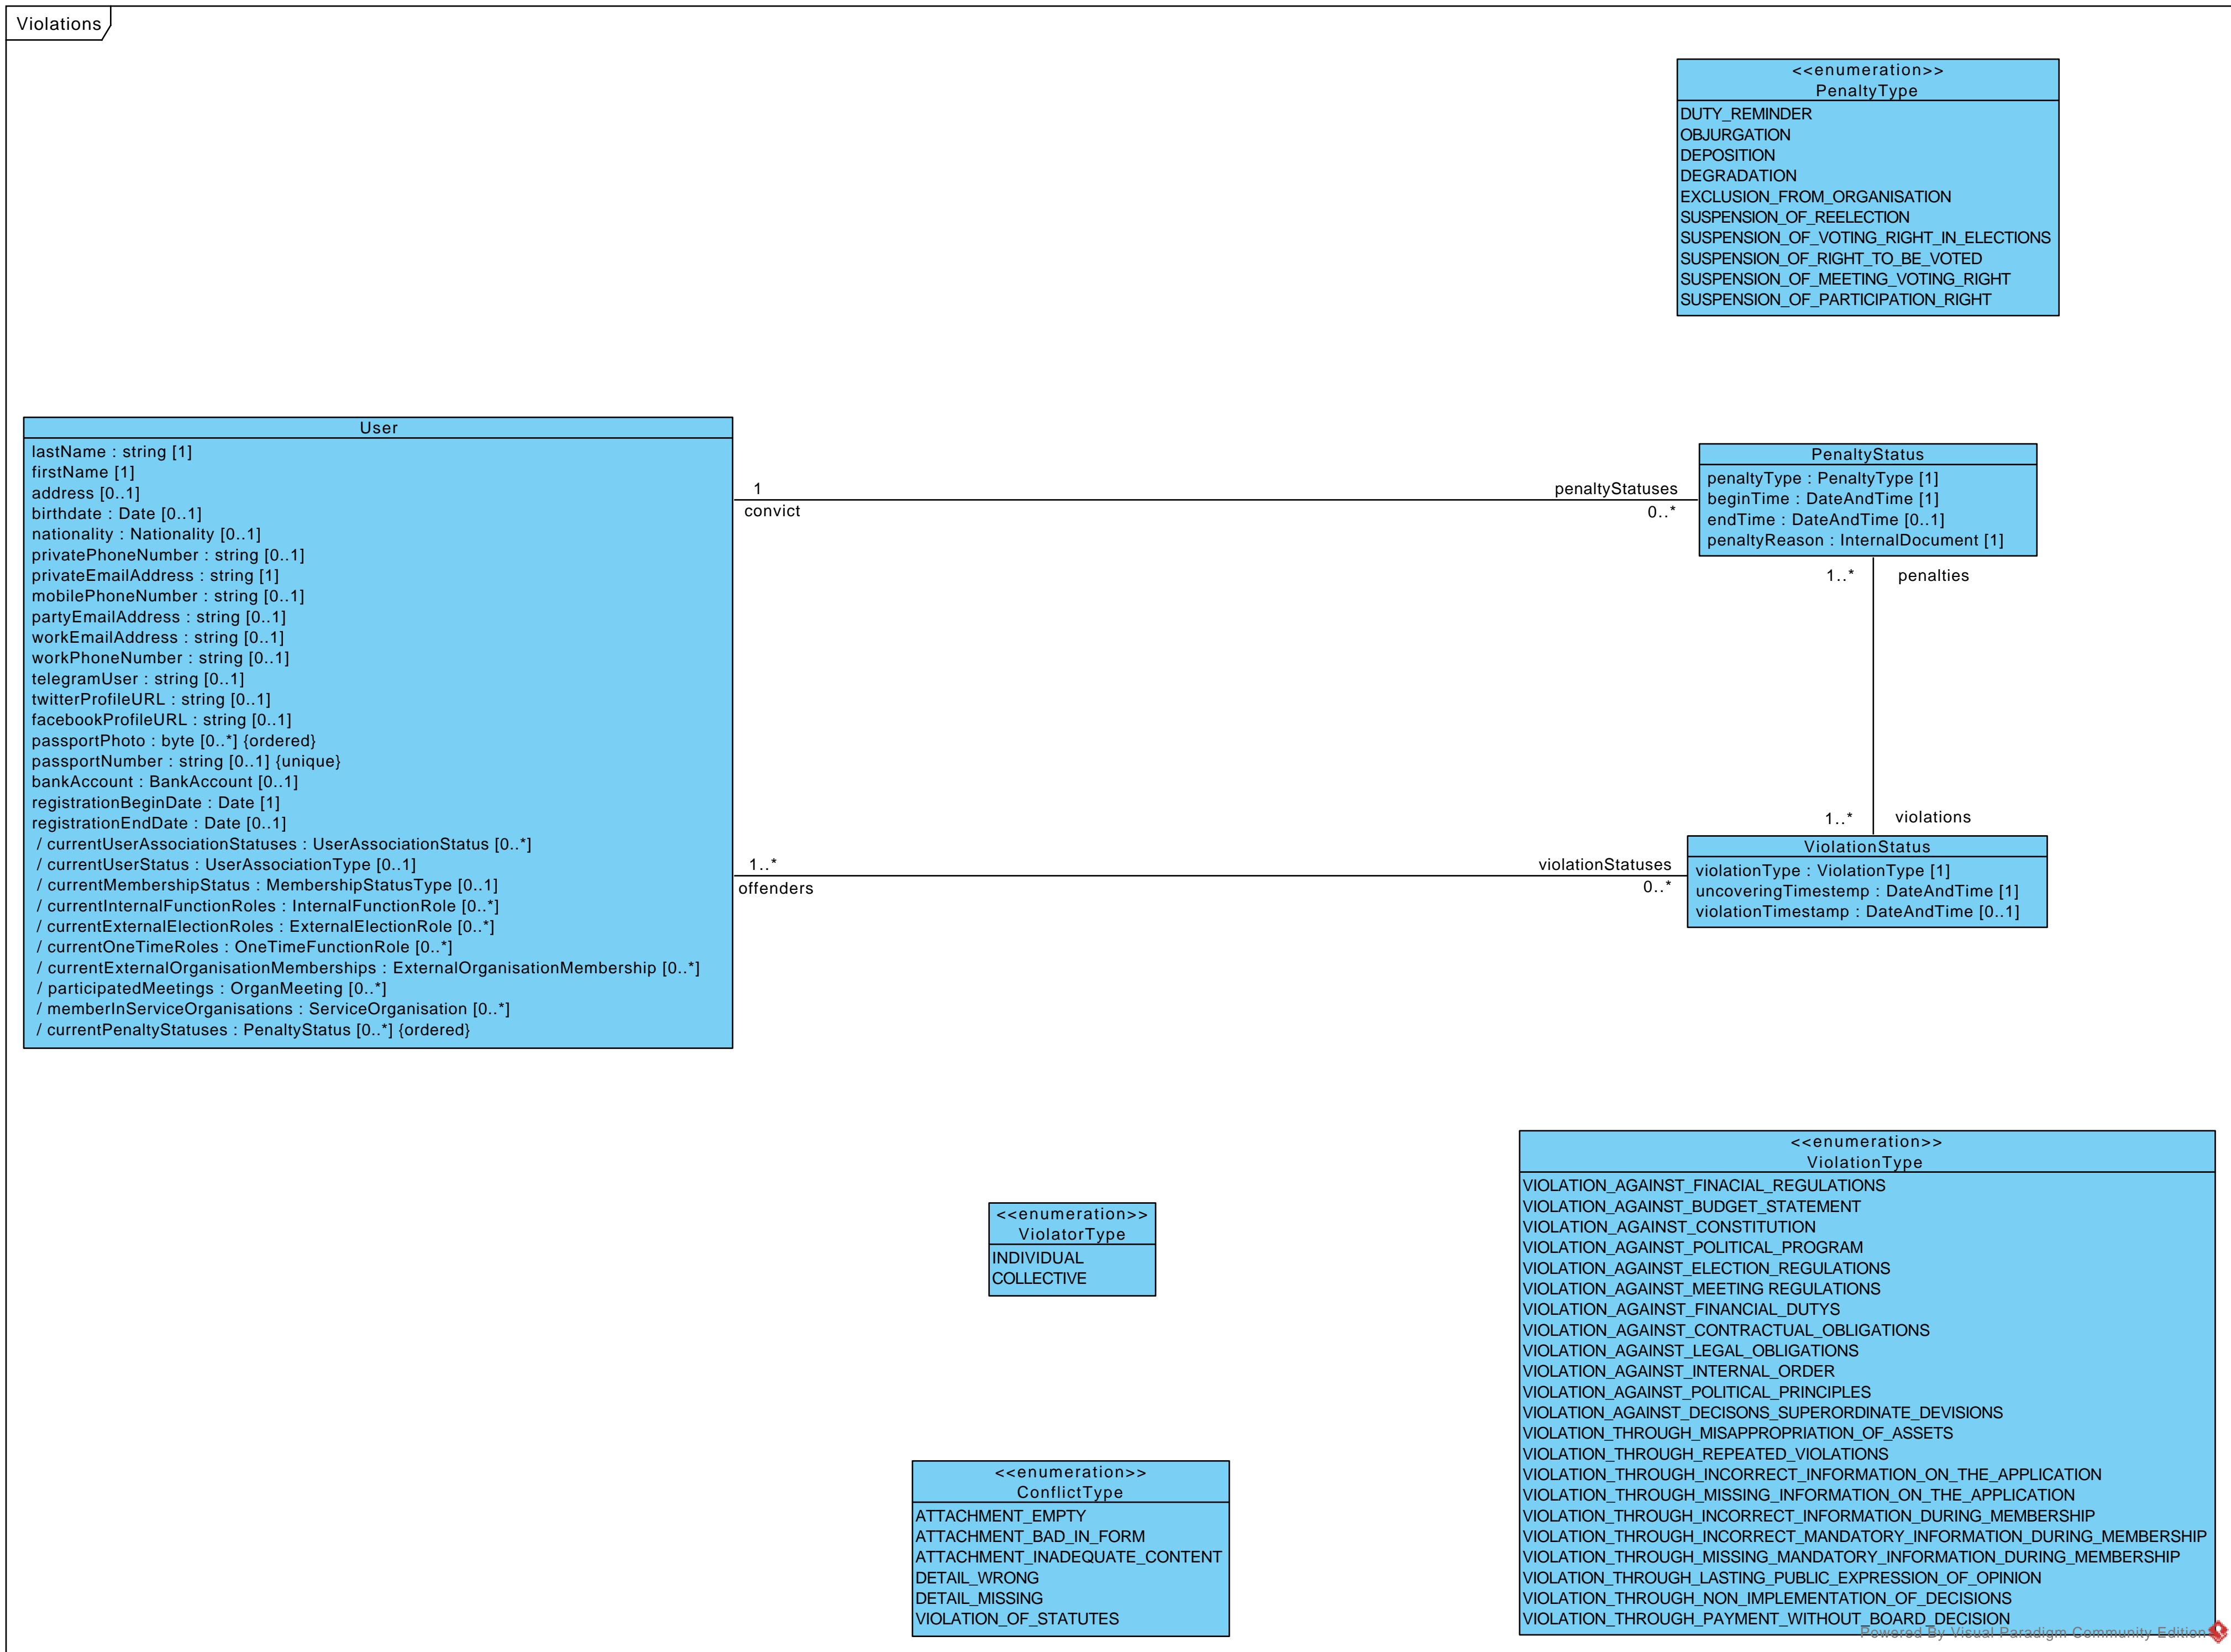 Violations
<<enumeration>>
PenaltyType
DUTY_REMINDER
OBJURGATION
DEPOSITION
DEGRADATION
EXCLUSION_FROM_ORGANISATION
SUSPENSION_OF_REELECTION
SUSPENSION_OF_VOTING_RIGHT_IN_ELECTIONS
SUSPENSION_OF_RIGHT_TO_BE_VOTED
SUSPENSION_OF_MEETING_VOTING_RIGHT
SUSPENSION_OF_PARTICIPATION_RIGHT
User
lastName : string [1]
firstName [1]
address [0..1]
birthdate : Date [0..1]
nationality : Nationality [0..1]
privatePhoneNumber : string [0..1]
privateEmailAddress : string [1]
mobilePhoneNumber : string [0..1]
partyEmailAddress : string [0..1]
workEmailAddress : string [0..1]
workPhoneNumber : string [0..1]
telegramUser : string [0..1]
twitterProfileURL : string [0..1]
facebookProfileURL : string [0..1]
passportPhoto : byte [0..*] {ordered}
passportNumber : string [0..1] {unique}
bankAccount : BankAccount [0..1]
registrationBeginDate : Date [1]
registrationEndDate : Date [0..1]
/ currentUserAssociationStatuses : UserAssociationStatus [0..*]
/ currentUserStatus : UserAssociationType [0..1]
/ currentMembershipStatus : MembershipStatusType [0..1]
/ currentInternalFunctionRoles : InternalFunctionRole [0..*]
/ currentExternalElectionRoles : ExternalElectionRole [0..*]
/ currentOneTimeRoles : OneTimeFunctionRole [0..*]
/ currentExternalOrganisationMemberships : ExternalOrganisationMembership [0..*]
/ participatedMeetings : OrganMeeting [0..*]
/ memberInServiceOrganisations : ServiceOrganisation [0..*]
/ currentPenaltyStatuses : PenaltyStatus [0..*] {ordered}
1
convict
penaltyStatuses
0..*
PenaltyStatus
penaltyType : PenaltyType [1]
beginTime : DateAndTime [1]
endTime : DateAndTime [0..1]
penaltyReason : InternalDocument [1]
1..* penalties
1..* violations
1..*
offenders
violationStatuses
0..*
ViolationStatus
violationType : ViolationType [1]
uncoveringTimestemp : DateAndTime [1]
violationTimestamp : DateAndTime [0..1]
<<enumeration>>
ViolatorType
INDIVIDUAL
COLLECTIVE
<<enumeration>>
ConflictType
ATTACHMENT_EMPTY
ATTACHMENT_BAD_IN_FORM
ATTACHMENT_INADEQUATE_CONTENT
DETAIL_WRONG
DETAIL_MISSING
VIOLATION_OF_STATUTES
<<enumeration>>
ViolationType
VIOLATION_AGAINST_FINACIAL_REGULATIONS
VIOLATION_AGAINST_BUDGET_STATEMENT
VIOLATION_AGAINST_CONSTITUTION
VIOLATION_AGAINST_POLITICAL_PROGRAM
VIOLATION_AGAINST_ELECTION_REGULATIONS
VIOLATION_AGAINST_MEETING REGULATIONS
VIOLATION_AGAINST_FINANCIAL_DUTYS
VIOLATION_AGAINST_CONTRACTUAL_OBLIGATIONS
VIOLATION_AGAINST_LEGAL_OBLIGATIONS
VIOLATION_AGAINST_INTERNAL_ORDER
VIOLATION_AGAINST_POLITICAL_PRINCIPLES
VIOLATION_AGAINST_DECISONS_SUPERORDINATE_DEVISIONS
VIOLATION_THROUGH_MISAPPROPRIATION_OF_ASSETS
VIOLATION_THROUGH_REPEATED_VIOLATIONS
VIOLATION_THROUGH_INCORRECT_INFORMATION_ON_THE_APPLICATION
VIOLATION_THROUGH_MISSING_INFORMATION_ON_THE_APPLICATION
VIOLATION_THROUGH_INCORRECT_INFORMATION_DURING_MEMBERSHIP
VIOLATION_THROUGH_INCORRECT_MANDATORY_INFORMATION_DURING_MEMBERSHIP
VIOLATION_THROUGH_MISSING_MANDATORY_INFORMATION_DURING_MEMBERSHIP
VIOLATION_THROUGH_LASTING_PUBLIC_EXPRESSION_OF_OPINION
VIOLATION_THROUGH_NON_IMPLEMENTATION_OF_DECISIONS
VIOLATION_THROUGH_PAYMENT_WITHOUT_BOARD_DECISION
Powered By Visual Paradigm Community Edition